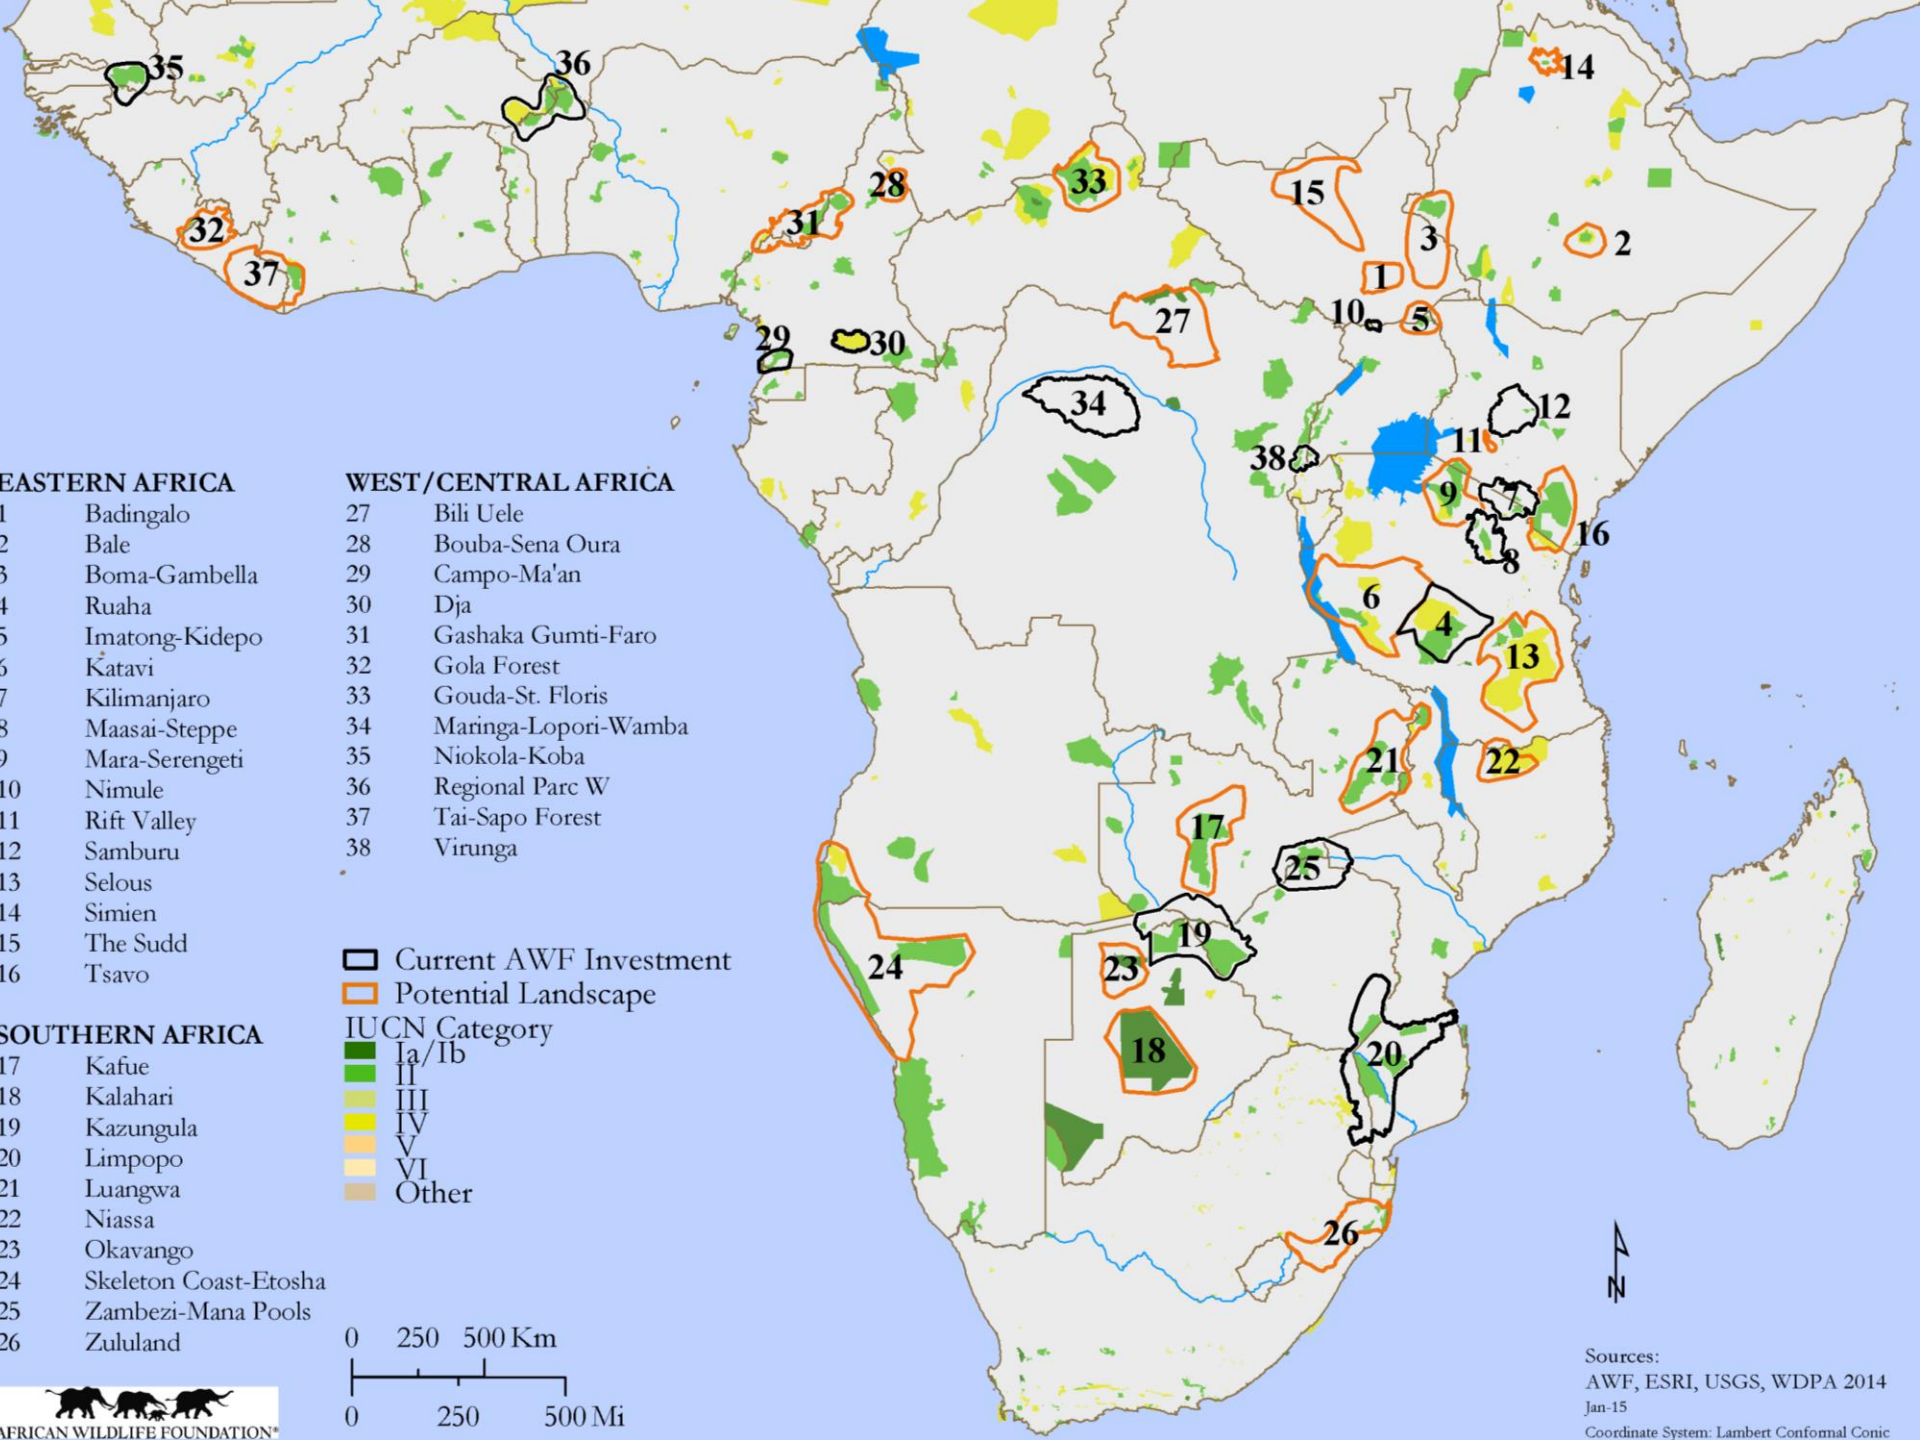 35
36
14
28
33
15
32
31
3
2
37
1
10
5
27
29
30
34
12
11
38
9
7
16
8
6
4
13
21
22
17
25
19
24
23
18
20
26
EASTERN AFRICA
1 Badingalo
2 Bale
3 Boma-Gambella
4 Ruaha
5 Imatong-Kidepo
6 Katavi
7 Kilimanjaro
8 Maasai-Steppe
9 Mara-Serengeti
10 Nimule
11 Rift Valley
12 Samburu
13 Selous
14 Simien
15 The Sudd
16 Tsavo
SOUTHERN AFRICA
17 Kafue
18 Kalahari
19 Kazungula
20 Limpopo
21 Luangwa
22 Niassa
23 Okavango
24 Skeleton Coast-Etosha
25 Zambezi-Mana Pools
26 Zululand
WEST/CENTRAL AFRICA
27 Bili Uele
28 Bouba-Sena Oura
29 Campo-Ma'an
30 Dja
31 Gashaka Gumti-Faro
32 Gola Forest
33 Gouda-St. Floris
34 Maringa-Lopori-Wamba
35 Niokola-Koba
36 Regional Parc W
37 Tai-Sapo Forest
38 Virunga
Current AWF Investment
Potential Landscape
IUCN Category
Ia/Ib
II
III
IV
V
VI
Other
0 250 500 Km
0 250 500 Mi
AFRICAN WILDLIFE FOUNDATION®
N
Sources:
AWF, ESRI, USGS, WDPA 2014
Jan-15
Coordinate System: Lambert Conformal Conic